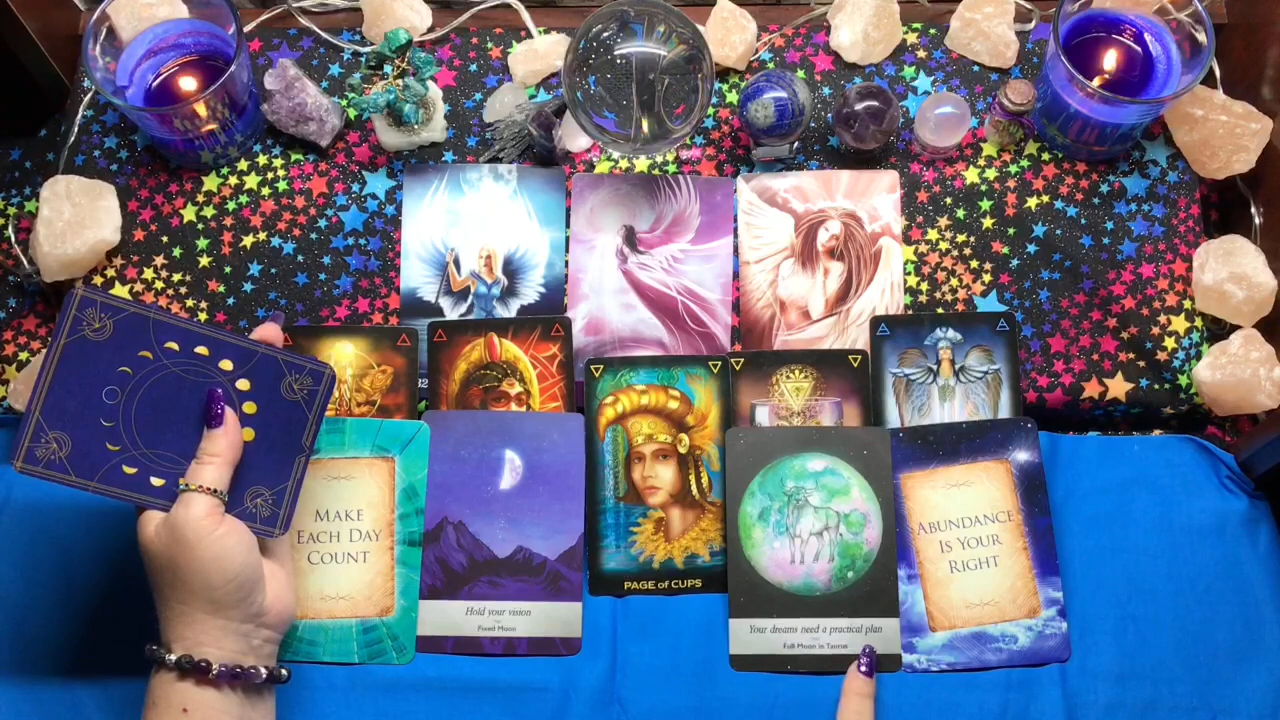 32
MAKE
EACH DAY
COUNT
Hold your vision
Fixed Moon
PAGE of CUPS
Your dreams need a practical plan
Full Moon in Taurus
ABUNDANCE
IS YOUR
RIGHT